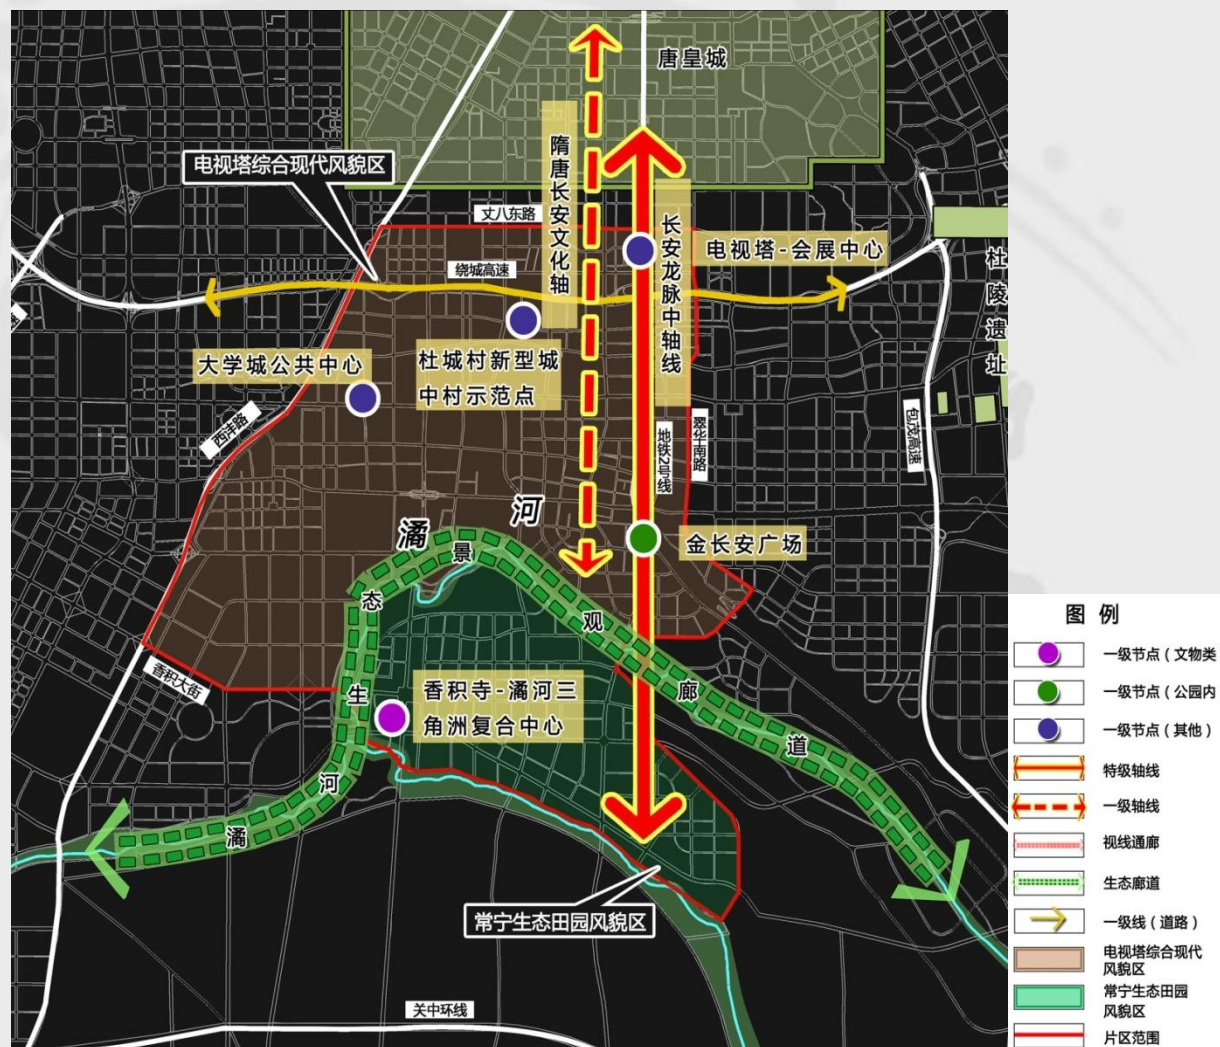 唐皇城
隋唐长安文化轴
电视塔综合现代风貌区
丈八东路
长安龙脉中轴线
电视塔-会展中心
绕城高速
杜陵遗址
大学城公共中心
杜城村新型城
中村示范点
西沣路
地铁2号线
翠华南路
包茂高速
潏河
金长安广场
潏河生态景观廊道
香积大街
香积寺-潏河三
角洲复合中心
常宁生态田园风貌区
关中环线
图 例
一级节点（文物类
一级节点（公园内
一级节点（其他）
特级轴线
一级轴线
视线通廊
生态廊道
一级线（道路）
电视塔综合现代
风貌区
常宁生态田园
风貌区
片区范围